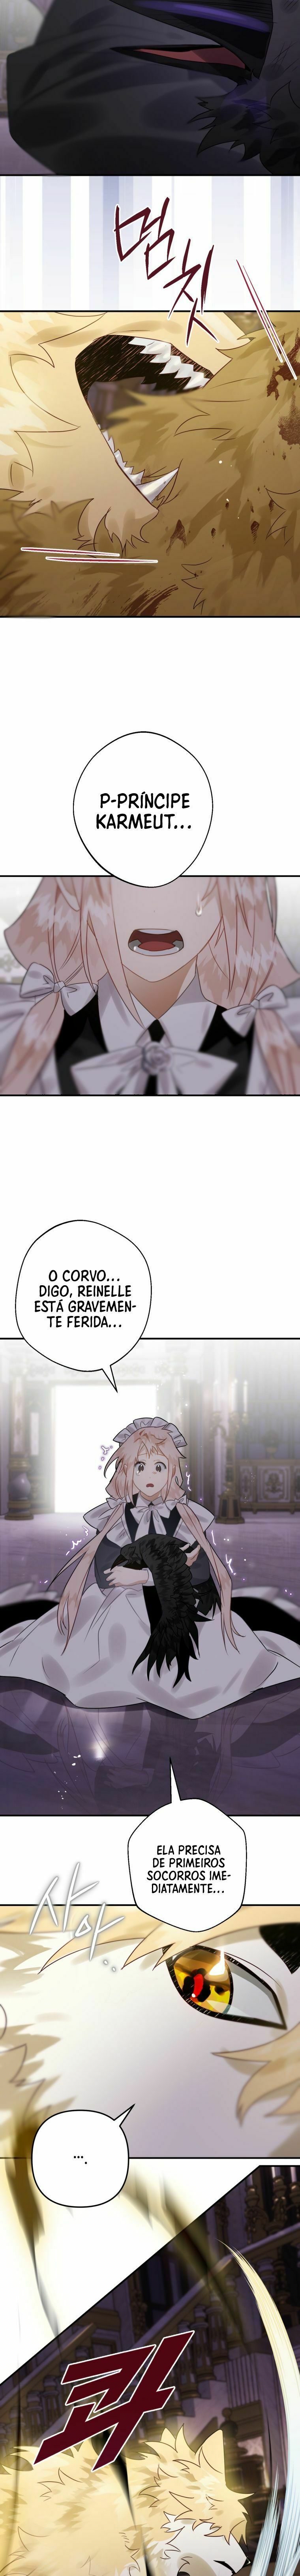 멈칫
P-PRÍNCIPE
KARMEUT...
O CORVO...
DIGO, REINELLE
ESTÁ GRAVEMEN-
TE FERIDA...
ELA PRECISA
DE PRIMEIROS
SOCORROS IME-
DIATAMENTE...
스아
....
콱